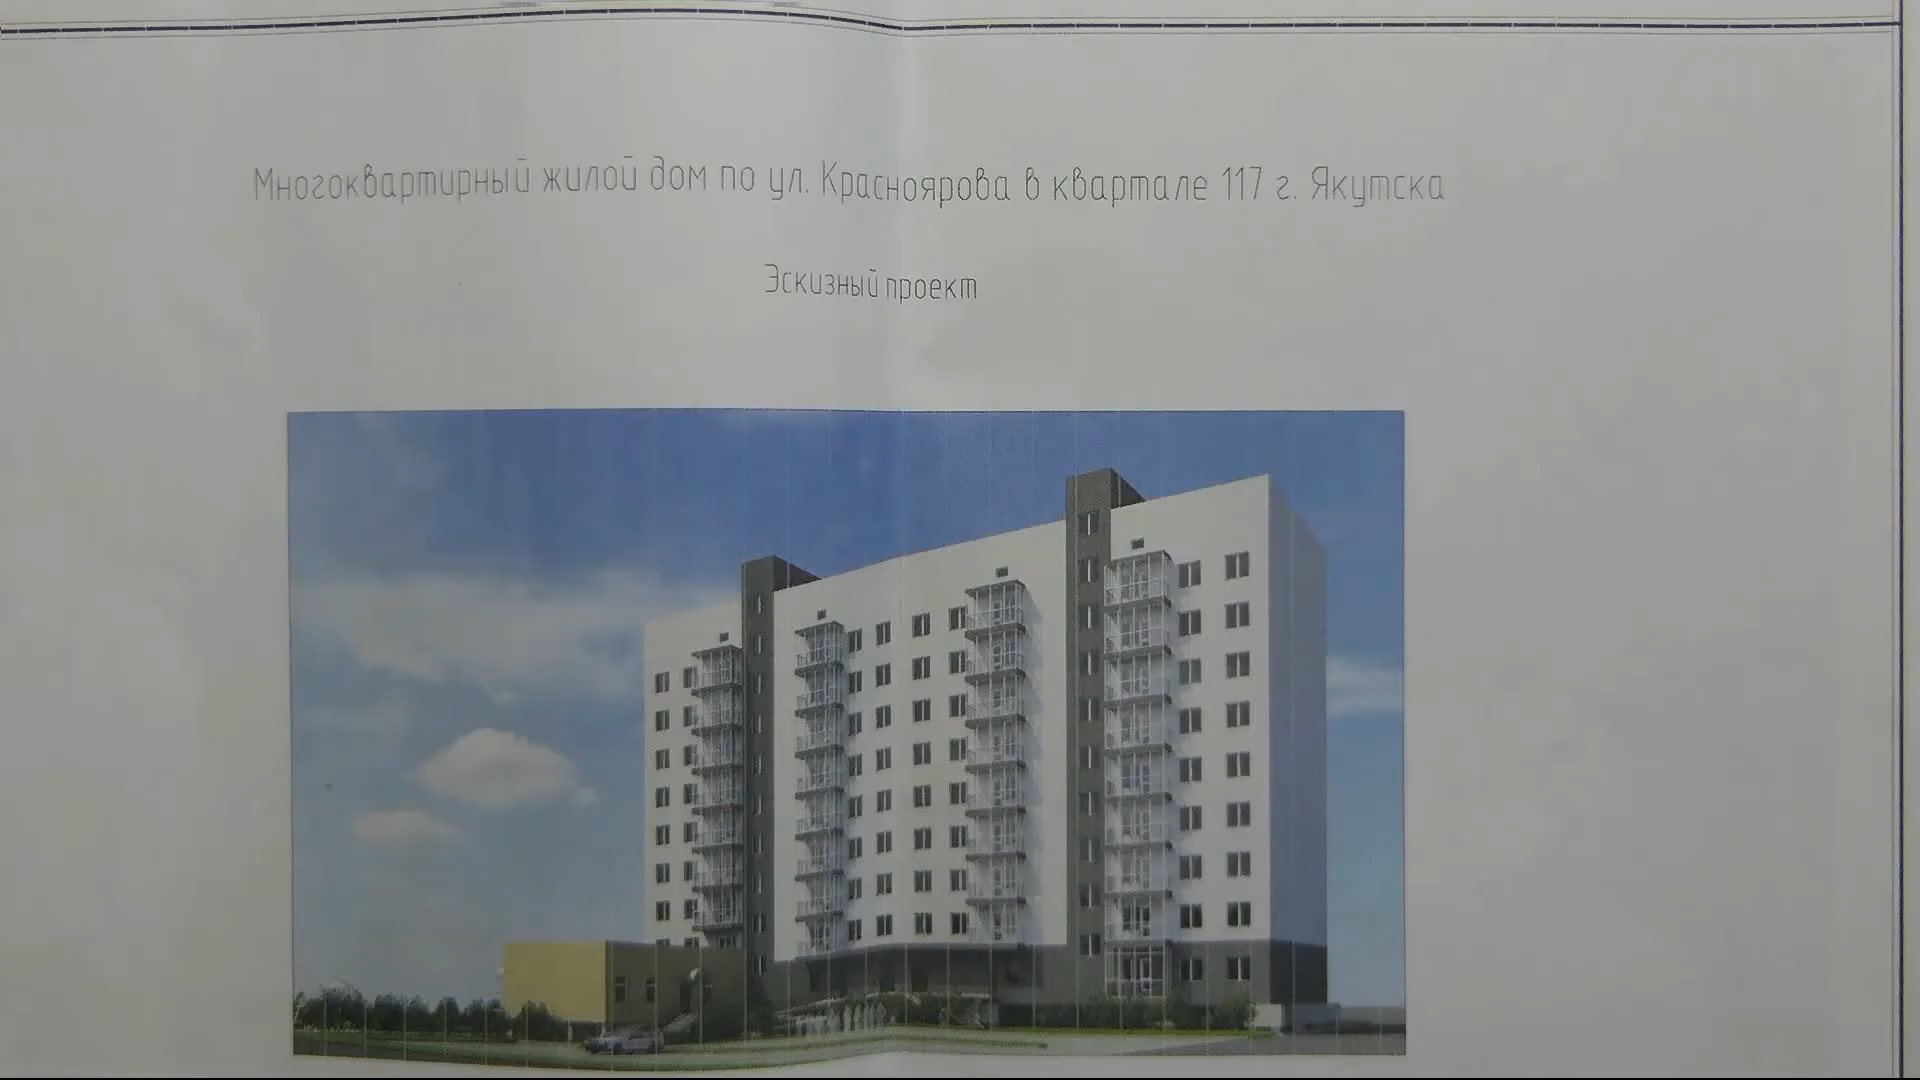 Многоквартирный жилой дом по ул. Красноярова в квартале 117 г. Якутска
Эскизный проект